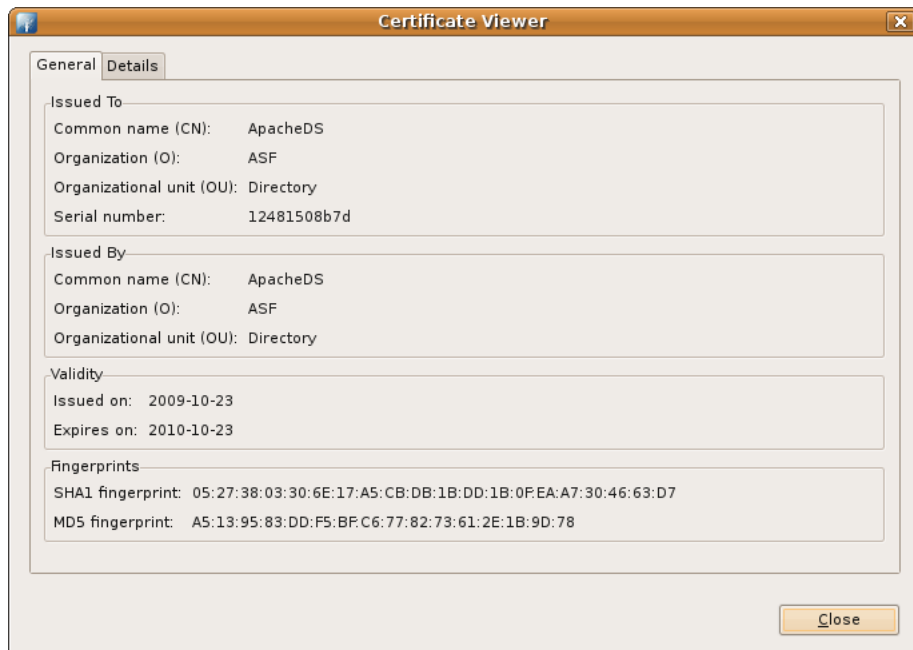 Certificate Viewer
General Details
Issued To
Common name (CN): ApacheDS
Organization (O): ASF
Organizational unit (OU): Directory
Serial number: 12481508b7d
Issued By
Common name (CN): ApacheDS
Organization (O): ASF
Organizational unit (OU): Directory
Validity
Issued on: 2009-10-23
Expires on: 2010-10-23
Fingerprints
SHA1 fingerprint: 05:27:38:03:30:6E:17:A5:CB:DB:1B:DD:1B:0F:EA:A7:30:46:63:D7
MD5 fingerprint: A5:13:95:83:DD:F5:BF:C6:77:82:73:61:2E:1B:9D:78
Close